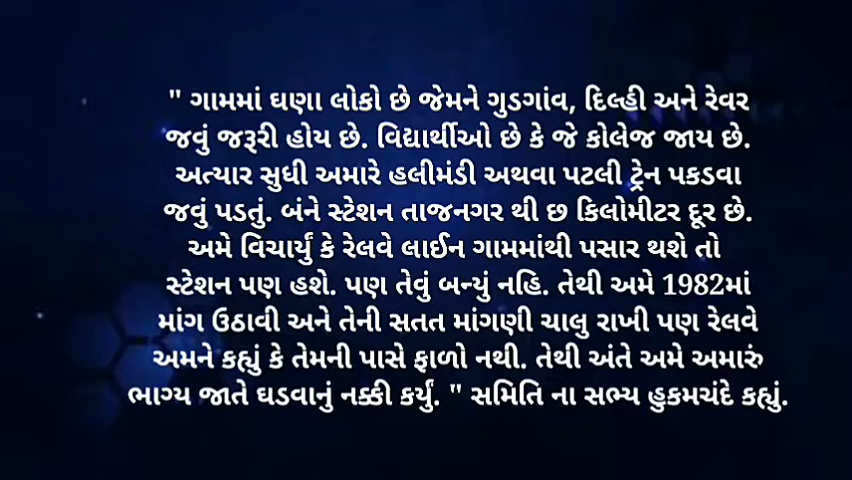 " ગામમાં ઘણા લોકો છે જેમને ગુડગાંવ, દિલ્હી અને રેવર
જવું જરૂરી હોય છે. વિદ્યાર્થીઓ છે કે જે કોલેજ જાય છે.
અત્યાર સુધી અમારે હલીમંડી અથવા પટલી ટ્રેન પકડવા
જવું પડતું. બંને સ્ટેશન તાજનગર થી છ કિલોમીટર દૂર છે.
અમે વિચાર્યું કે રેલવે લાઈન ગામમાંથી પસાર થશે તો
સ્ટેશન પણ હશે. પણ તેવું બન્યું નહિ. તેથી અમે 1982માં
માંગ ઉઠાવી અને તેની સતત માંગણી ચાલુ રાખી પણ રેલવે
અમને કહ્યું કે તેમની પાસે ફાળો નથી. તેથી અંતે અમે અમારું
ભાગ્ય જાતે ઘડવાનું નક્કી કર્યું. " સમિતિ ના સભ્ય હુકમચંદે કહ્યું.